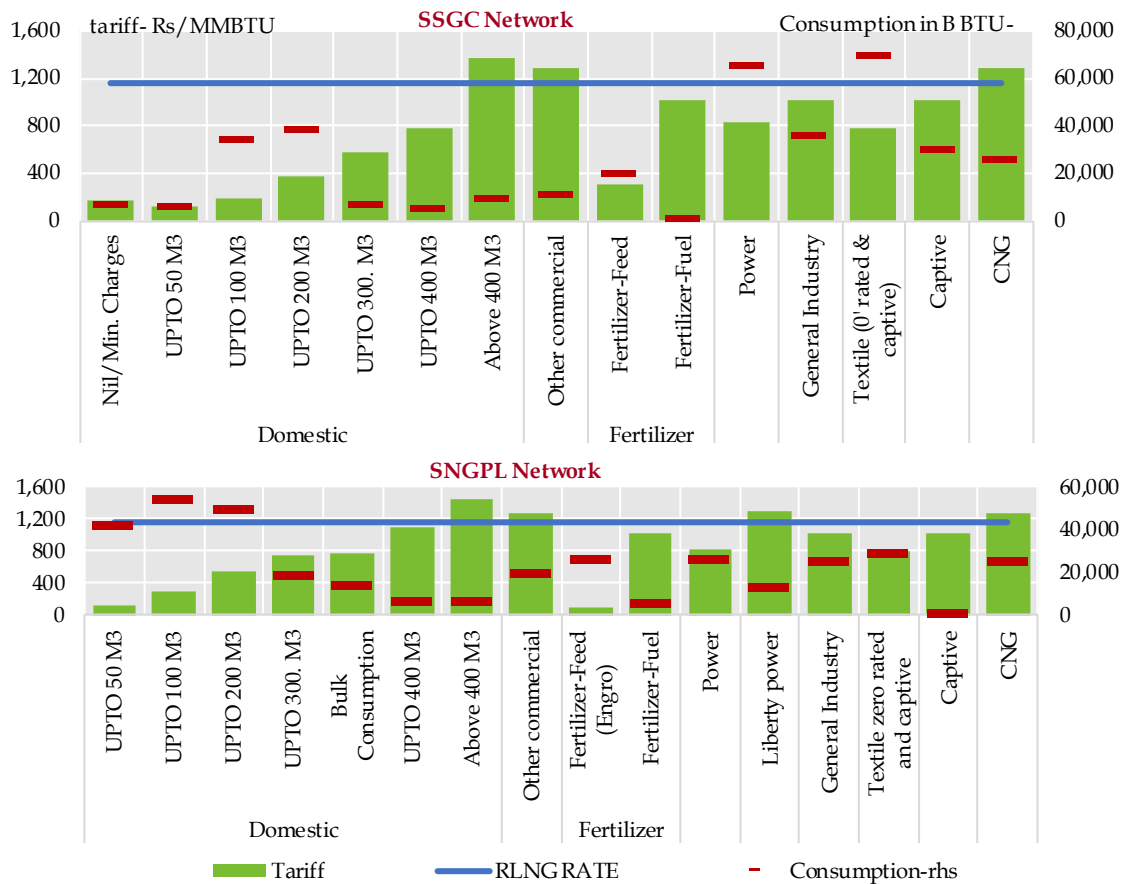 SSGC Network
tariff- Rs/MMBTU
Consumption in B BTU-
1,600
1,200
800
400
0
80,000
60,000
40,000
20,000
0
Nil/Min. Charges
UPTO 50 M3
UPTO 100 M3
UPTO 200 M3
UPTO 300. M3
UPTO 400 M3
Above 400 M3
Other commercial
Fertilizer-Feed
Fertilizer-Fuel
Power
General Industry
Textile (0' rated &
captive)
Captive
CNG
Domestic
Fertilizer
SNGPL Network
1,600
1,200
800
400
0
60,000
40,000
20,000
0
UPTO 50 M3
UPTO 100 M3
UPTO 200 M3
UPTO 300. M3
Bulk
Consumption
UPTO 400 M3
Above 400 M3
Other commercial
Fertilizer-Feed
(Engro)
Fertilizer-Fuel
Power
Liberty power
General Industry
Textile zero rated
and captive
Captive
CNG
Domestic
Fertilizer
Tariff
RLNG RATE
Consumption-rhs